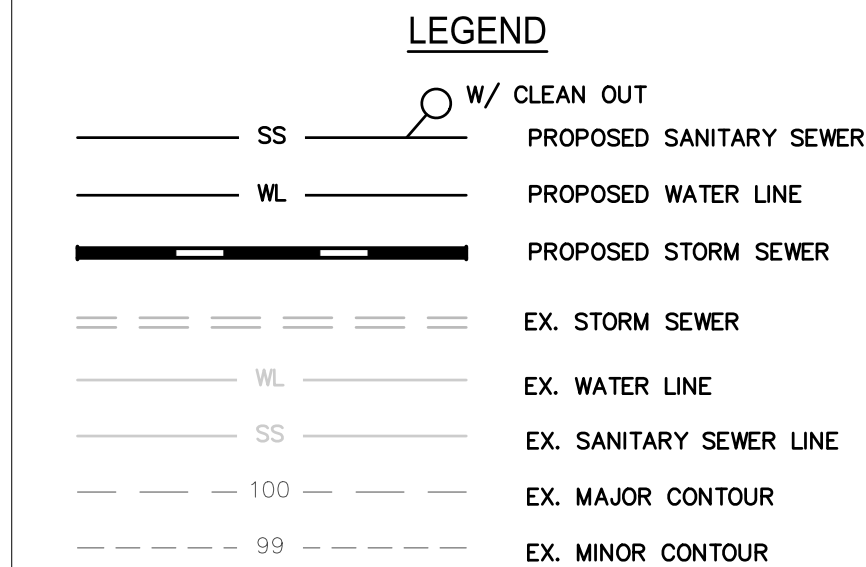 LEGEND
W/ CLEAN OUT
SS PROPOSED SANITARY SEWER
WL PROPOSED WATER LINE
PROPOSED STORM SEWER
EX. STORM SEWER
WL EX. WATER LINE
SS EX. SANITARY SEWER LINE
100 EX. MAJOR CONTOUR
99 EX. MINOR CONTOUR